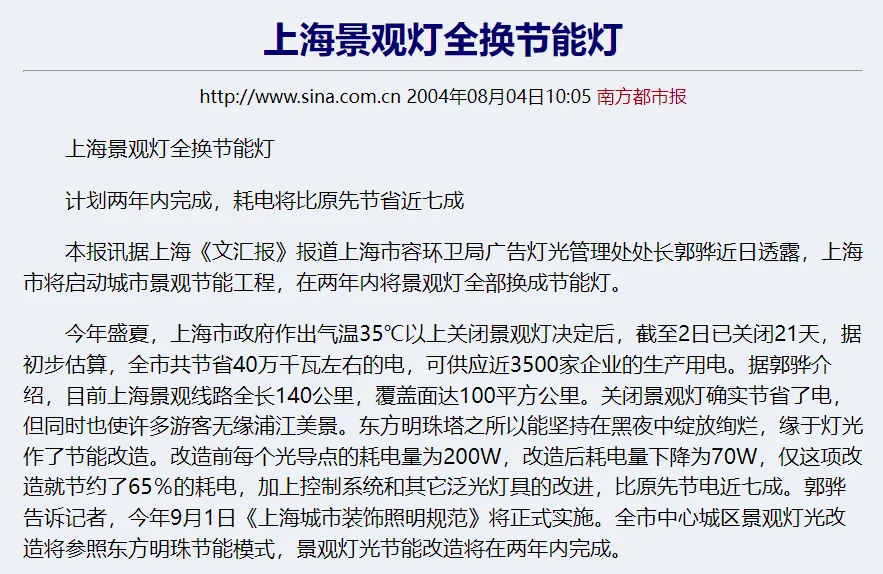 上海景观灯全换节能灯
http://www.sina.com.cn 2004年08月04日10:05 南方都市报
上海景观灯全换节能灯
计划两年内完成，耗电将比原先节省近七成
本报讯据上海《文汇报》报道上海市容环卫局广告灯光管理处处长郭骅近日透露，上海
市将启动城市景观节能工程，在两年内将景观灯全部换成节能灯。
今年盛夏，上海市政府作出气温35℃以上关闭景观灯决定后，截至2日已关闭21天，据
初步估算，全市共节省40万千瓦左右的电，可供应近3500家企业的生产用电。据郭骅介
绍，目前上海景观线路全长140公里，覆盖面达100平方公里。关闭景观灯确实节省了电，
但同时也使许多游客无缘浦江美景。东方明珠塔之所以能坚持在黑夜中绽放绚烂，缘于灯光
作了节能改造。改造前每个光导点的耗电量为200W，改造后耗电量下降为70W，仅这项改
造就节约了65％的耗电，加上控制系统和其它泛光灯具的改进，比原先节电近七成。郭骅
告诉记者，今年9月1日《上海城市装饰照明规范》将正式实施。全市中心城区景观灯光改
造将参照东方明珠节能模式，景观灯光节能改造将在两年内完成。